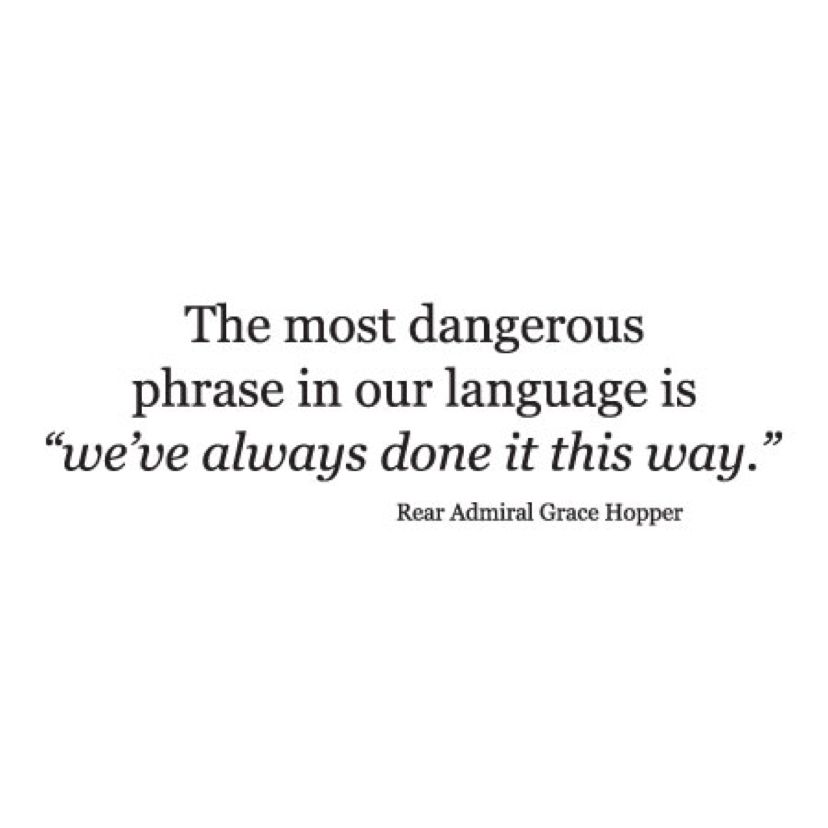 The most dangerous
phrase in our language is
“we’ve always done it this way.”
Rear Admiral Grace Hopper